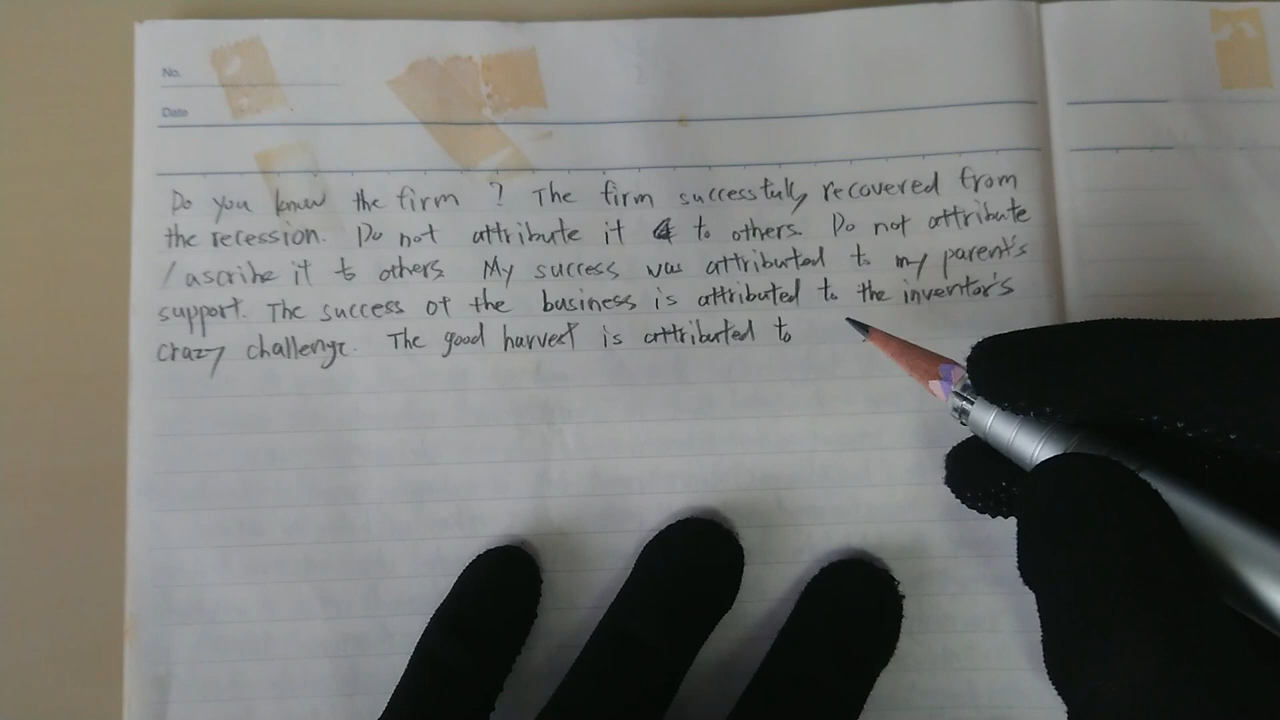 No.
Date
Do you know the firm ? The firm successfully recovered from
the recession. Do not attribute it to others. Do not attribute
/ ascribe it to others My success was attributed to my parent's
support. The success of the business is attributed to the inventor's
crazy challenge. The good harvest is attributed to